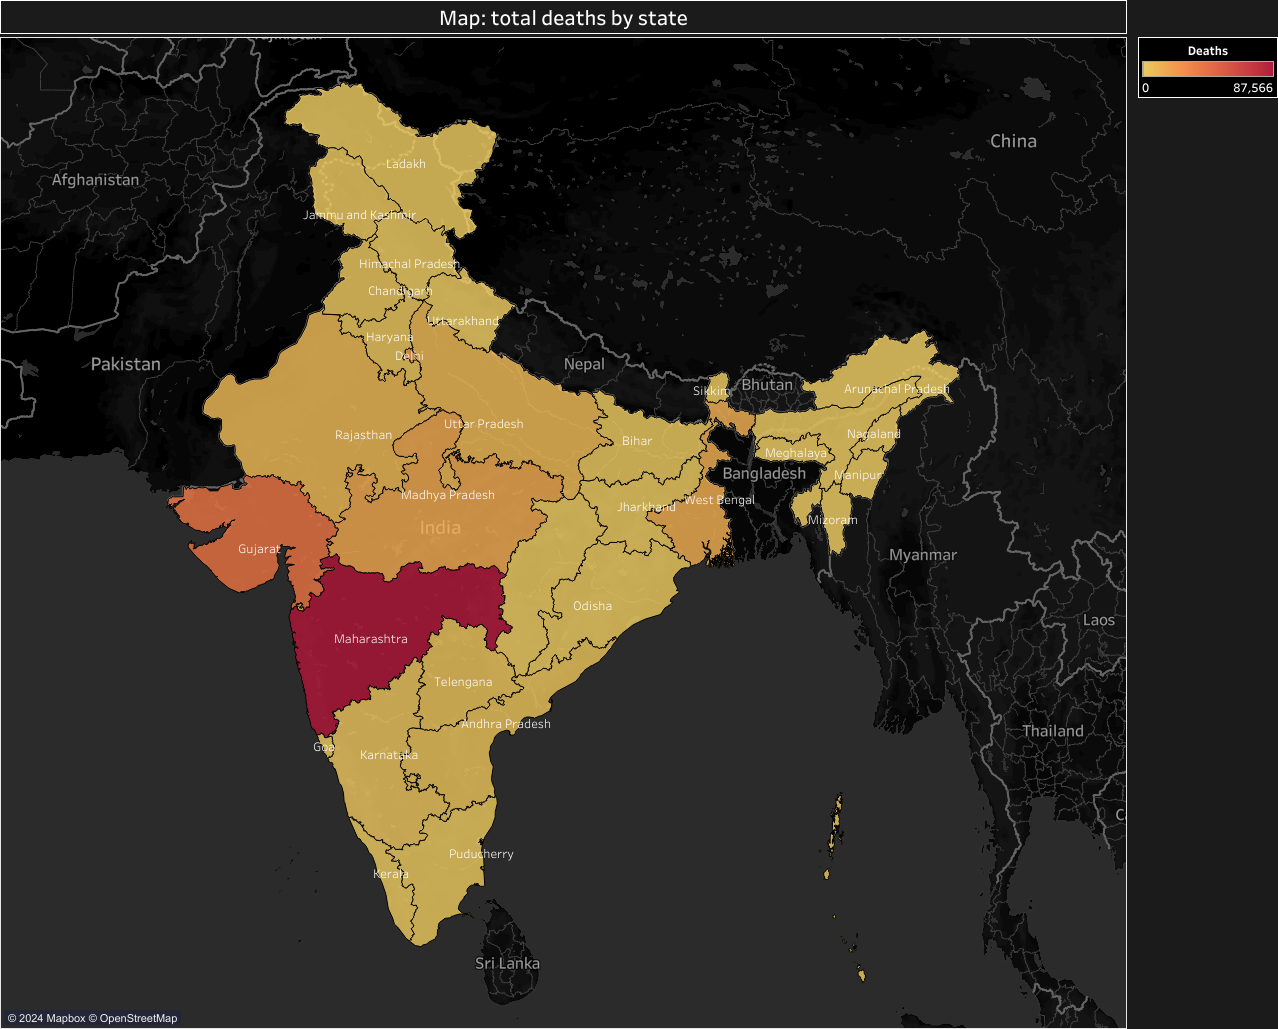 Map: total deaths by state
Deaths
0 87,566
China
Ladakh
Afghanistan
Jammu and Kashmir
Himachal Pradesh
Chandigarh
Uttarakhand
Haryana
Delhi
Pakistan
Nepal
Bhutan
Sikkim
Arunachal Pradesh
Uttar Pradesh
Rajasthan
Bihar
Nagaland
Meghalaya
Bangladesh
Manipur
Madhya Pradesh
West Bengal
Jharkhand
Mizoram
India
Gujarat
Myanmar
Odisha
Laos
Maharashtra
Telengana
Andhra Pradesh
Thailand
Goa
Karnataka
Puducherry
Kerala
Sri Lanka
© 2024 Mapbox © OpenStreetMap